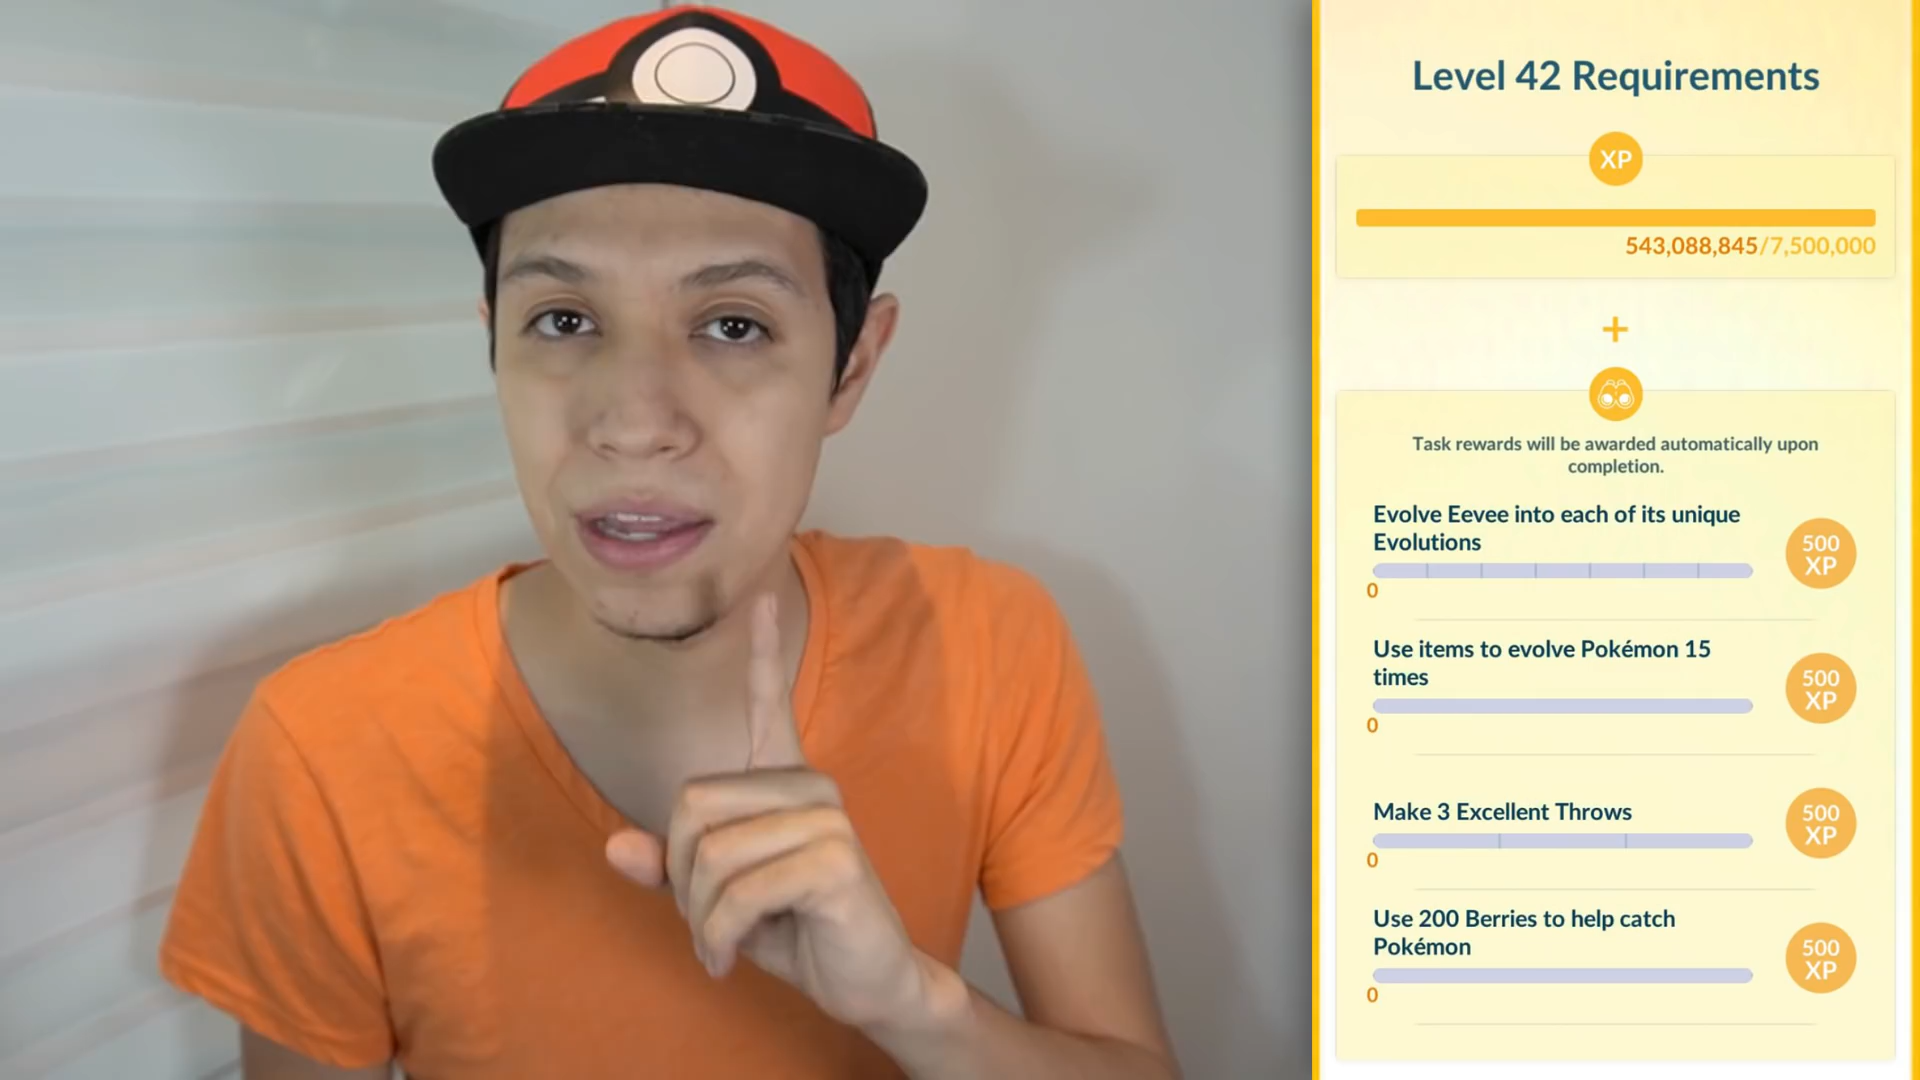 Level 42 Requirements
XP
543,088,845/7,500,000
+
Task rewards will be awarded automatically upon
completion.
Evolve Eevee into each of its unique
Evolutions
0
500
XP
Use items to evolve Pokémon 15
times
0
500
XP
Make 3 Excellent Throws
0
500
XP
Use 200 Berries to help catch
Pokémon
0
500
XP